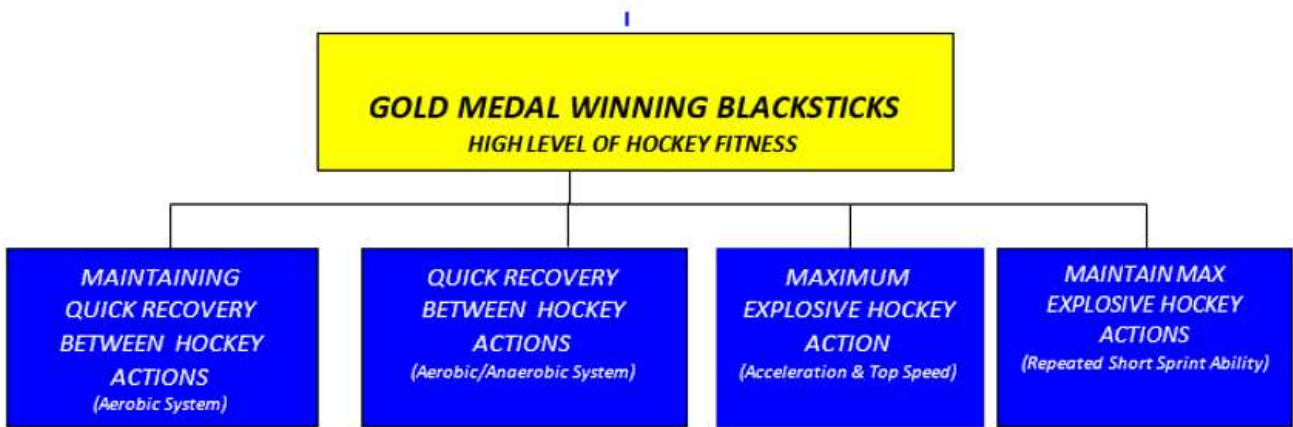 GOLD MEDAL WINNING BLACKSTICKS
HIGH LEVEL OF HOCKEY FITNESS
MAINTAINING
QUICK RECOVERY
BETWEEN HOCKEY
ACTIONS
(Aerobic System)
QUICK RECOVERY
BETWEEN HOCKEY
ACTIONS
(Aerobic/Anaerobic System)
MAXIMUM
EXPLOSIVE HOCKEY
ACTION
(Acceleration & Top Speed)
MAINTAIN MAX
EXPLOSIVE HOCKEY
ACTIONS
(Repeated Short Sprint Ability)